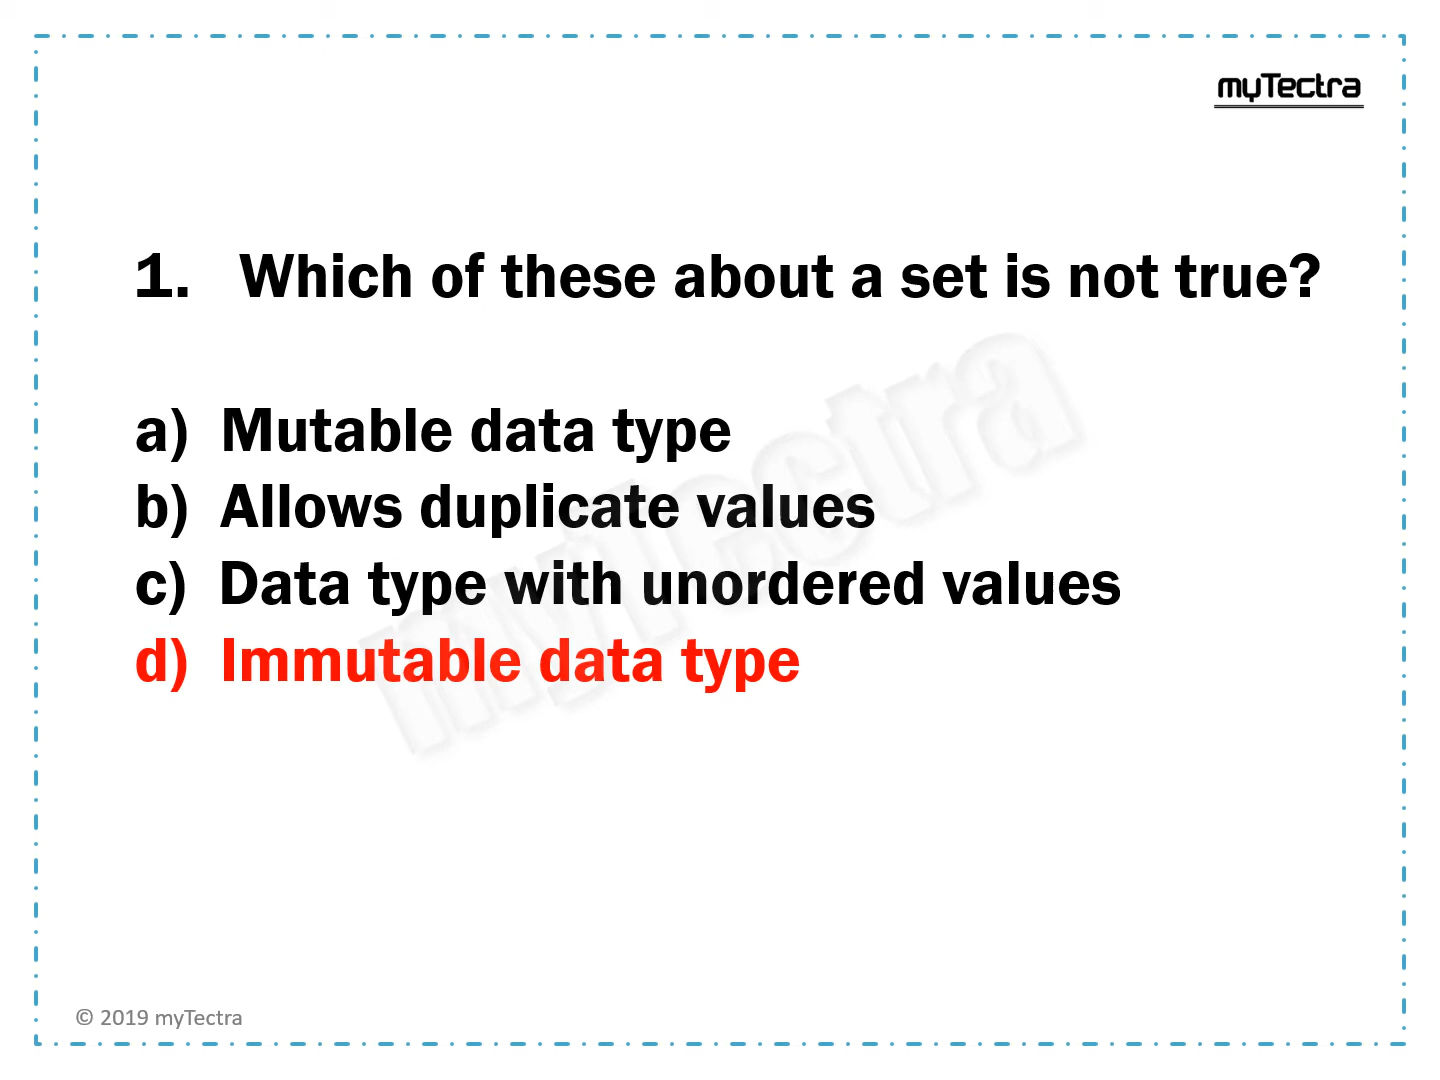 myTectra
1. Which of these about a set is not true?
a) Mutable data type
b) Allows duplicate values
c) Data type with unordered values
d) Immutable data type
myTectra
© 2019 myTectra